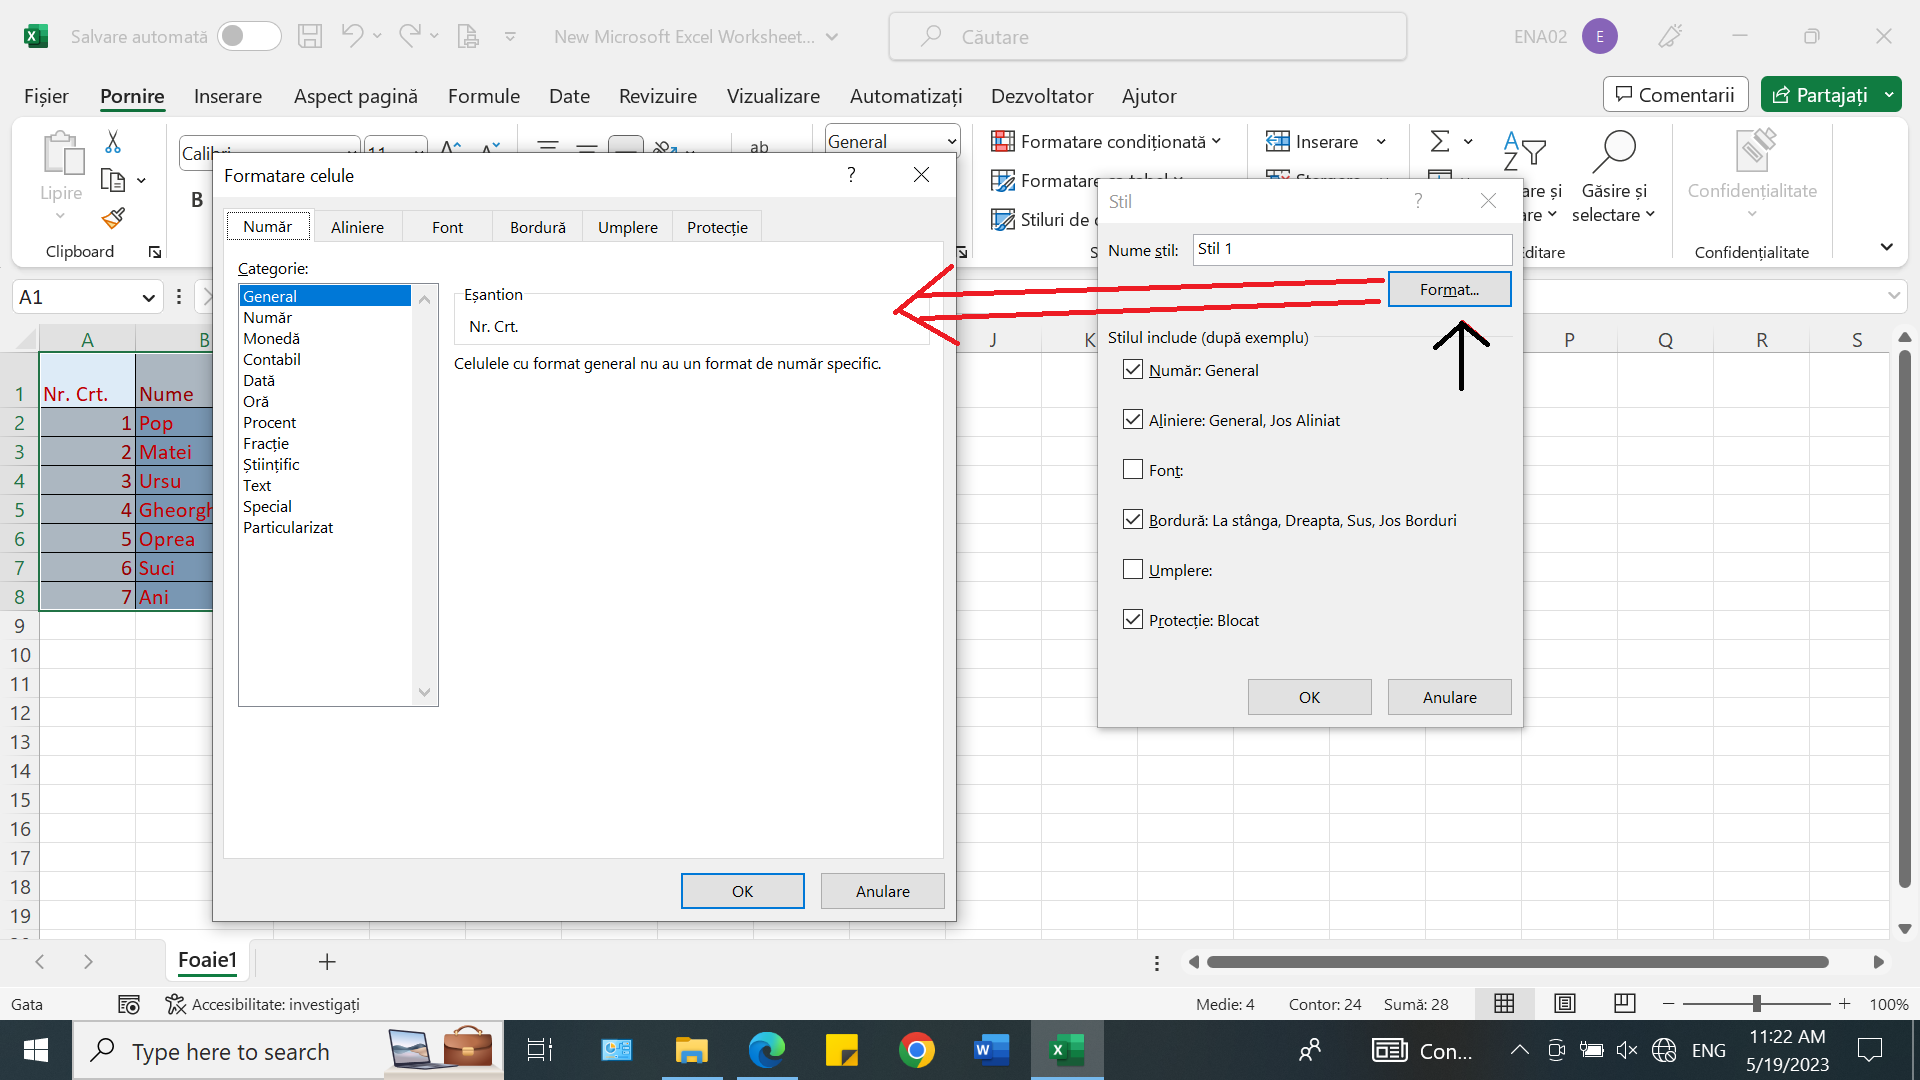 Salvare automată
New Microsoft Excel Worksheet...
Căutare
ENA02
E
Fișier
Pornire
Inserare
Aspect pagină
Formule
Date
Revizuire
Vizualizare
Automatizați
Dezvoltator
Ajutor
Comentarii
Partajați
Lipire
Clipboard
B
General
Formatare condiționată
Stiluri de
Inserare
Găsire și
selectare
Confidențialitate
Confidențialitate
A1
Formatare celule
?
Număr
Aliniere
Font
Bordură
Umplere
Protecție
Categorie:
General
Număr
Monedă
Contabil
Dată
Oră
Procent
Fracție
Științific
Text
Special
Particularizat
Eșantion
Nr. Crt.
Celulele cu format general nu au un format de număr specific.
OK
Anulare
Stil
?
Nume stil:
Stil 1
Format...
Stilul include (după exemplu)
Număr: General
Aliniere: General, Jos Aliniat
Font:
Bordură: La stânga, Dreapta, Sus, Jos Borduri
Umplere:
Protecție: Blocat
OK
Anulare
A
B
J
K
P
Q
R
S
1
Nr. Crt.
Nume
2
1
Pop
3
2
Matei
4
3
Ursu
5
4
Gheorgh
6
5
Oprea
7
6
Suci
8
7
Ani
9
10
11
12
13
14
15
16
17
18
19
Foaie1
Gata
Accesibilitate: investigați
Medie: 4
Contor: 24
Sumă: 28
100%
Type here to search
Con...
ENG
11:22 AM
5/19/2023